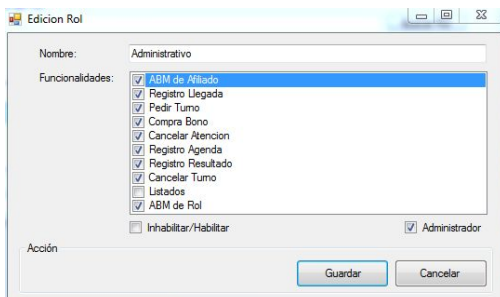 Edicion Rol
Nombre: Administrativo
Funcionalidades:
ABM de Afiliado
Registro Llegada
Pedir Turno
Compra Bono
Cancelar Atencion
Registro Agenda
Registro Resultado
Cancelar Turno
Listados
ABM de Rol
Inhabilitar/Habilitar Administrador
Acción
Guardar Cancelar